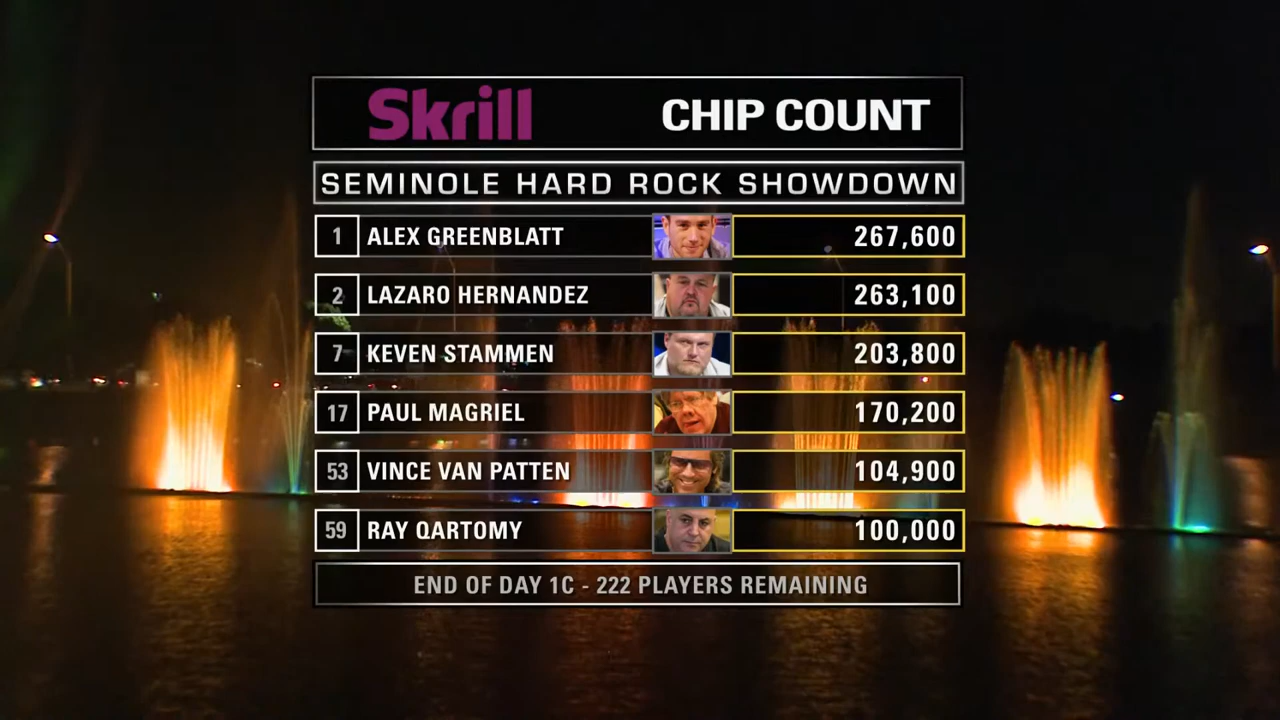 Skrill CHIP COUNT
SEMINOLE HARD ROCK SHOWDOWN
1 ALEX GREENBLATT 267,600
2 LAZARO HERNANDEZ 263,100
7 KEVEN STAMMEN 203,800
17 PAUL MAGRIEL 170,200
53 VINCE VAN PATTEN 104,900
59 RAY QARTOMY 100,000
END OF DAY 1C - 222 PLAYERS REMAINING